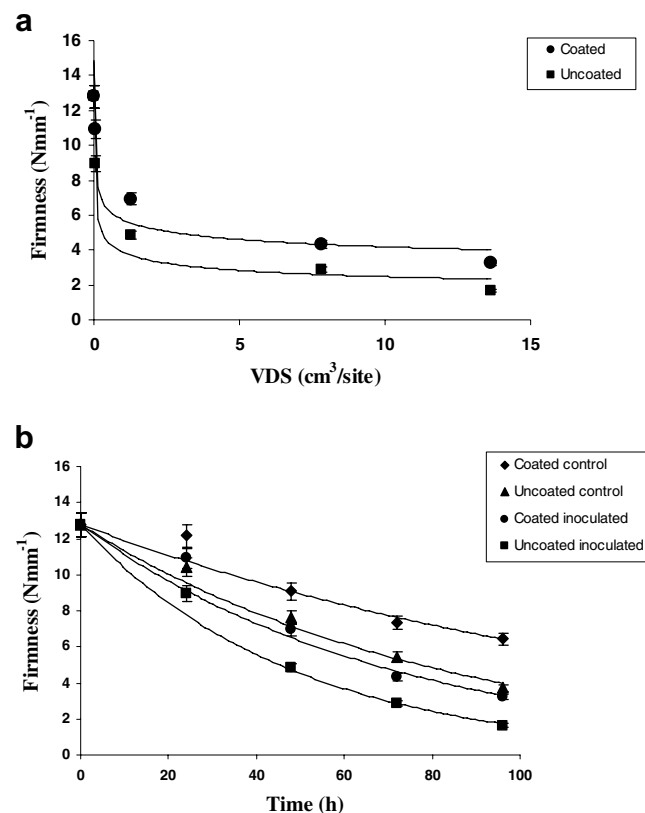 a
16
14
12
10
8
6
4
2
0
Firmness (Nmm⁻¹)
0 5 10 15
VDS (cm³/site)
Coated
Uncoated
b
16
14
12
10
8
6
4
2
0
Firmness (Nmm⁻¹)
0 20 40 60 80 100
Time (h)
Coated control
Uncoated control
Coated inoculated
Uncoated inoculated